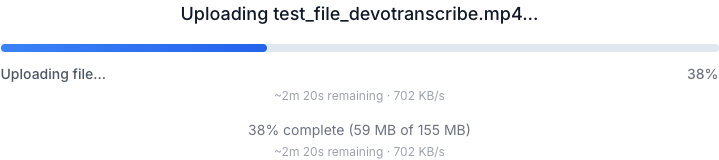 Uploading test_file_devotranscribe.mp4...
Uploading file... 38%
~2m 20s remaining · 702 KB/s
38% complete (59 MB of 155 MB)
~2m 20s remaining · 702 KB/s